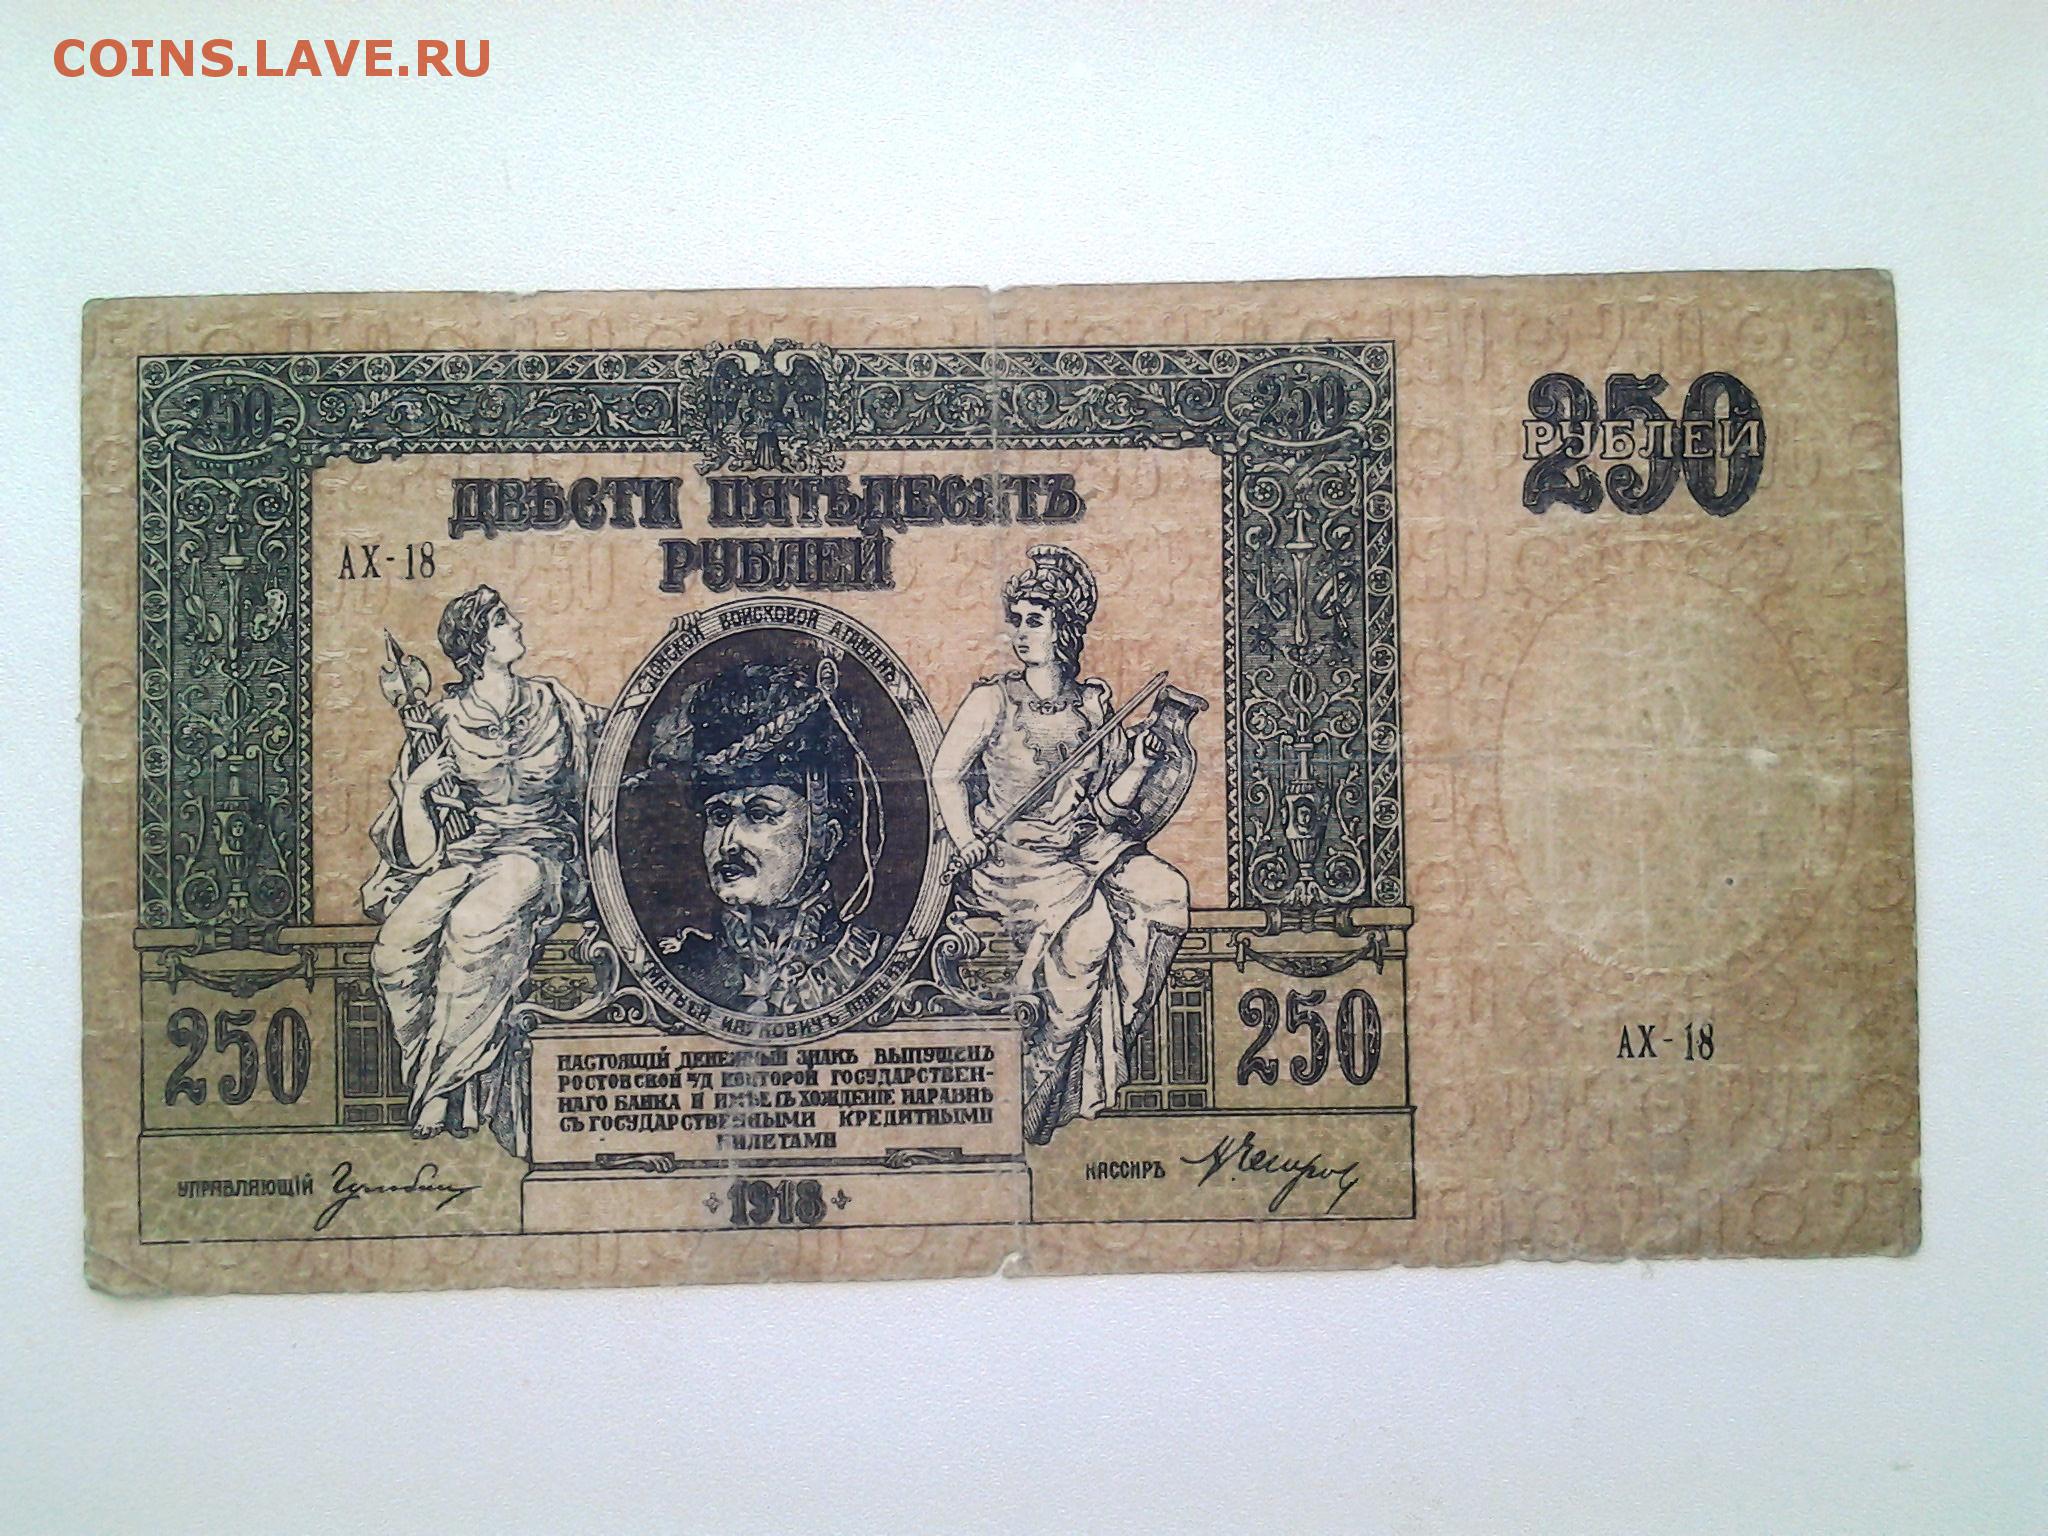 COINS.LAVE.RU
250
250
250
РУБЛЕЙ
ДВѢСТИ ПЯТЬДЕСЯТЪ
РУБЛЕЙ
АХ-18
ДОНСКОЙ ВОЙСКОВОЙ АТАМАНЪ
МАТВѢЙ ИВАНОВИЧЪ ПЛАТОВЪ
250
250
АХ-18
НАСТОЯЩІЙ ДЕНЕЖНЫЙ ЗНАКЪ ВЫПУЩЕНЪ
РОСТОВСКОЙ Н/Д КОНТОРОЙ ГОСУДАРСТВЕН-
НАГО БАНКА И ИМѢЕТЪ ХОЖДЕНІЕ НАРАВНѢ
СЪ ГОСУДАРСТВЕННЫМИ КРЕДИТНЫМИ
БИЛЕТАМИ
УПРАВЛЯЮЩІЙ
КАССИРЪ
1918